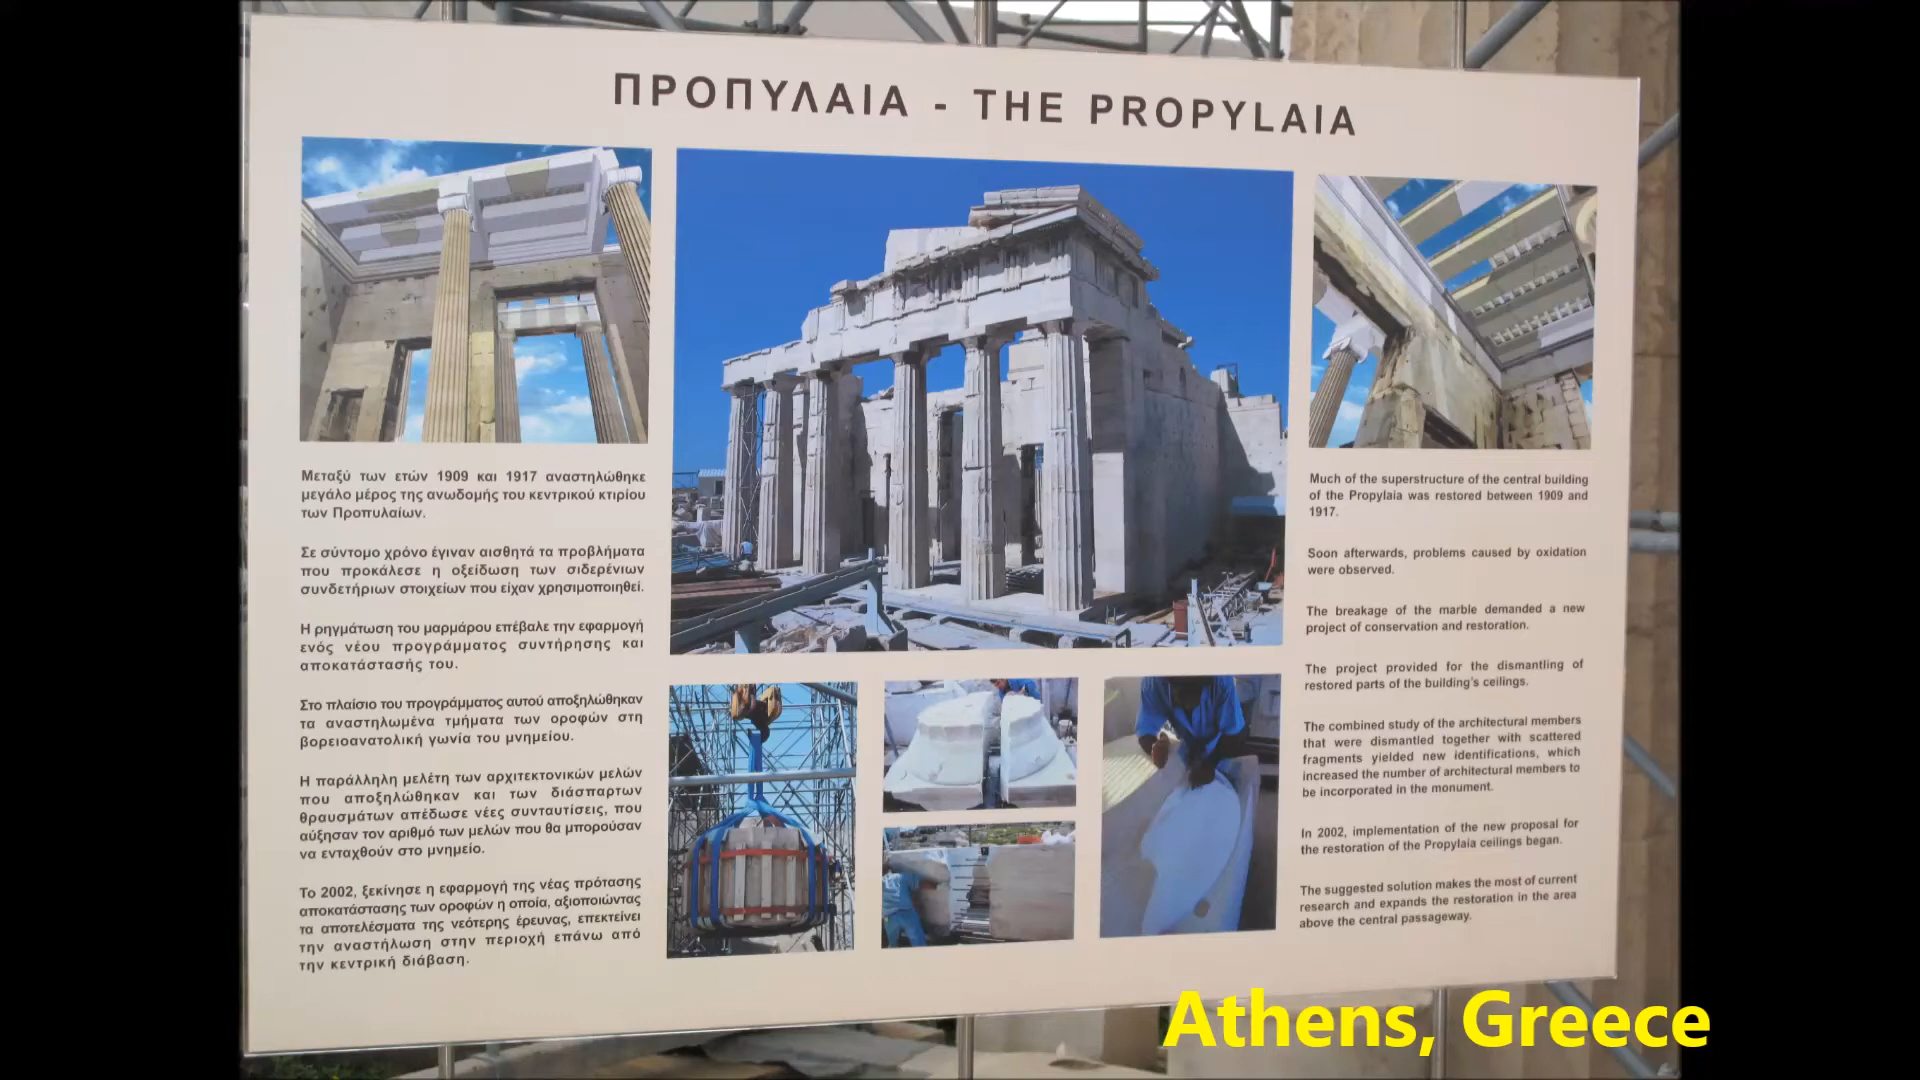 ΠΡΟΠΥΛΑΙΑ - THE PROPYLAIA
Μεταξύ των ετών 1909 και 1917 αναστηλώθηκε
μεγάλο μέρος της ανωδομής του κεντρικού κτιρίου
των Προπυλαίων.
Σε σύντομο χρόνο έγιναν αισθητά τα προβλήματα
που προκάλεσε η οξείδωση των σιδερένιων
συνδετήριων στοιχείων που είχαν χρησιμοποιηθεί.
Η ρηγμάτωση του μαρμάρου επέβαλε την εφαρμογή
ενός νέου προγράμματος συντήρησης και
αποκατάστασής του.
Στο πλαίσιο του προγράμματος αυτού αποξηλώθηκαν
τα αναστηλωμένα τμήματα των οροφών στη
βορειοανατολική γωνία του μνημείου.
Η παράλληλη μελέτη των αρχιτεκτονικών μελών
που αποξηλώθηκαν και των διάσπαρτων
θραυσμάτων απέδωσε νέες συνταυτίσεις, που
αύξησαν τον αριθμό των μελών που θα μπορούσαν
να ενταχθούν στο μνημείο.
Το 2002, ξεκίνησε η εφαρμογή της νέας πρότασης
αποκατάστασης των οροφών η οποία, αξιοποιώντας
τα αποτελέσματα της νεότερης έρευνας, επεκτείνει
την αναστήλωση στην περιοχή επάνω από
την κεντρική διάβαση.
Much of the superstructure of the central building
of the Propylaia was restored between 1909 and
1917.
Soon afterwards, problems caused by oxidation
were observed.
The breakage of the marble demanded a new
project of conservation and restoration.
The project provided for the dismantling of
restored parts of the building's ceilings.
The combined study of the architectural members
that were dismantled together with scattered
fragments yielded new identifications, which
increased the number of architectural members to
be incorporated in the monument.
In 2002, implementation of the new proposal for
the restoration of the Propylaia ceilings began.
The suggested solution makes the most of current
research and expands the restoration in the area
above the central passageway.
Athens, Greece